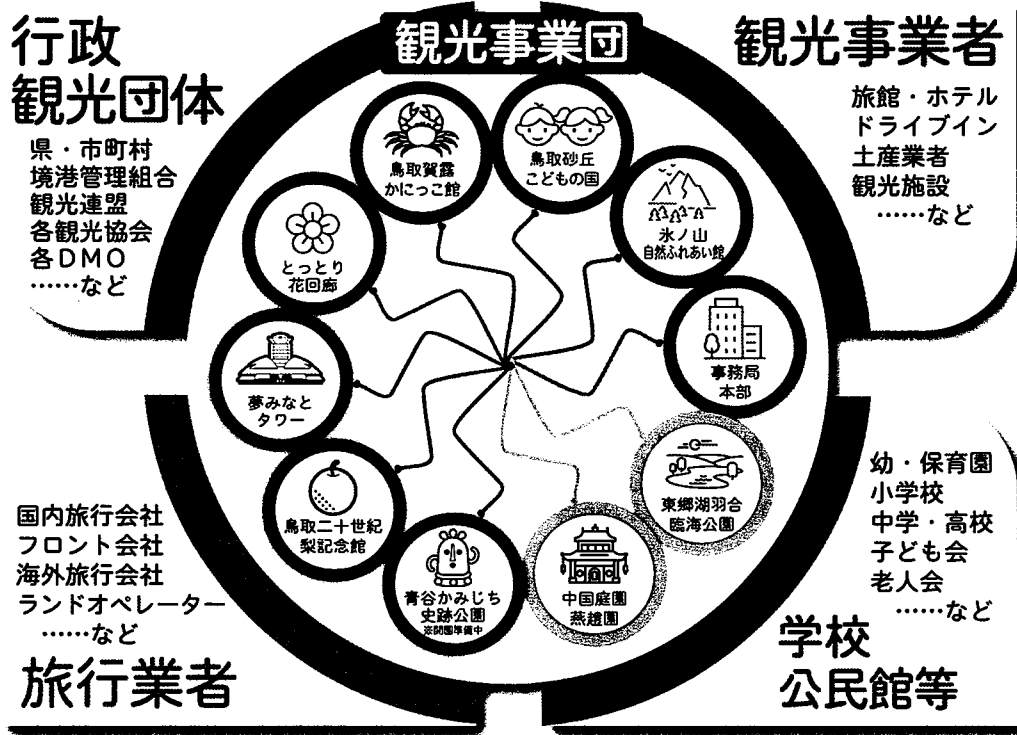 観光事業団
行政
観光団体
県・市町村
境港管理組合
観光連盟
各観光協会
各DMO
……など
観光事業者
旅館・ホテル
ドライブイン
土産業者
観光施設
……など
鳥取賀露
かにっこ館
鳥取砂丘
こどもの国
氷ノ山
自然ふれあい館
事務局
本部
東郷湖羽合
臨海公園
中国庭園
燕趙園
青谷かみじち
史跡公園
※開園準備中
鳥取二十世紀
梨記念館
夢みなと
タワー
とっとり
花回廊
国内旅行会社
フロント会社
海外旅行会社
ランドオペレーター
……など
旅行業者
幼・保育園
小学校
中学・高校
子ども会
老人会
……など
学校
公民館等